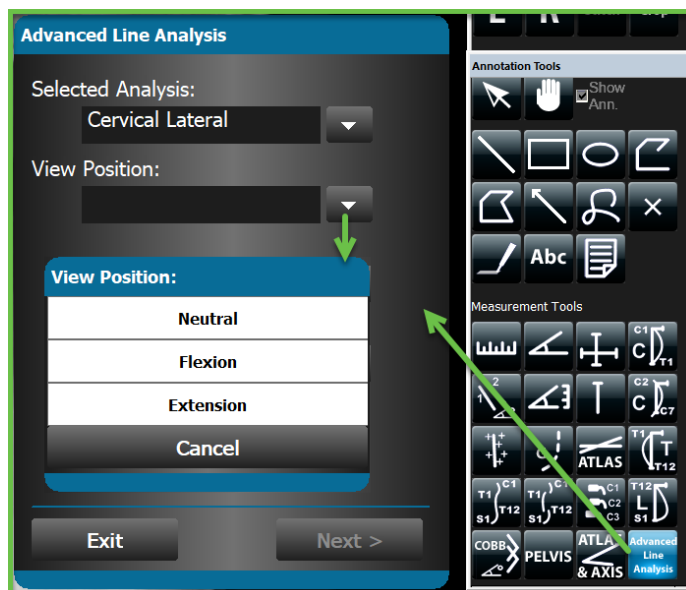 Advanced Line Analysis
Selected Analysis:
Cervical Lateral
View Position:
View Position:
Neutral
Flexion
Extension
Cancel
Exit
Next >
L R
Annotation Tools
Show
Ann.
Abc
Measurement Tools
C1
C
T1
2
1
C2
C
C7
ATLAS
T1
T
T12
T1 C1
S1 T12
T1 C1
S1 T12
C1
C2
C3
T12
L
S1
COBB
PELVIS
ATLAS
& AXIS
Advanced
Line
Analysis